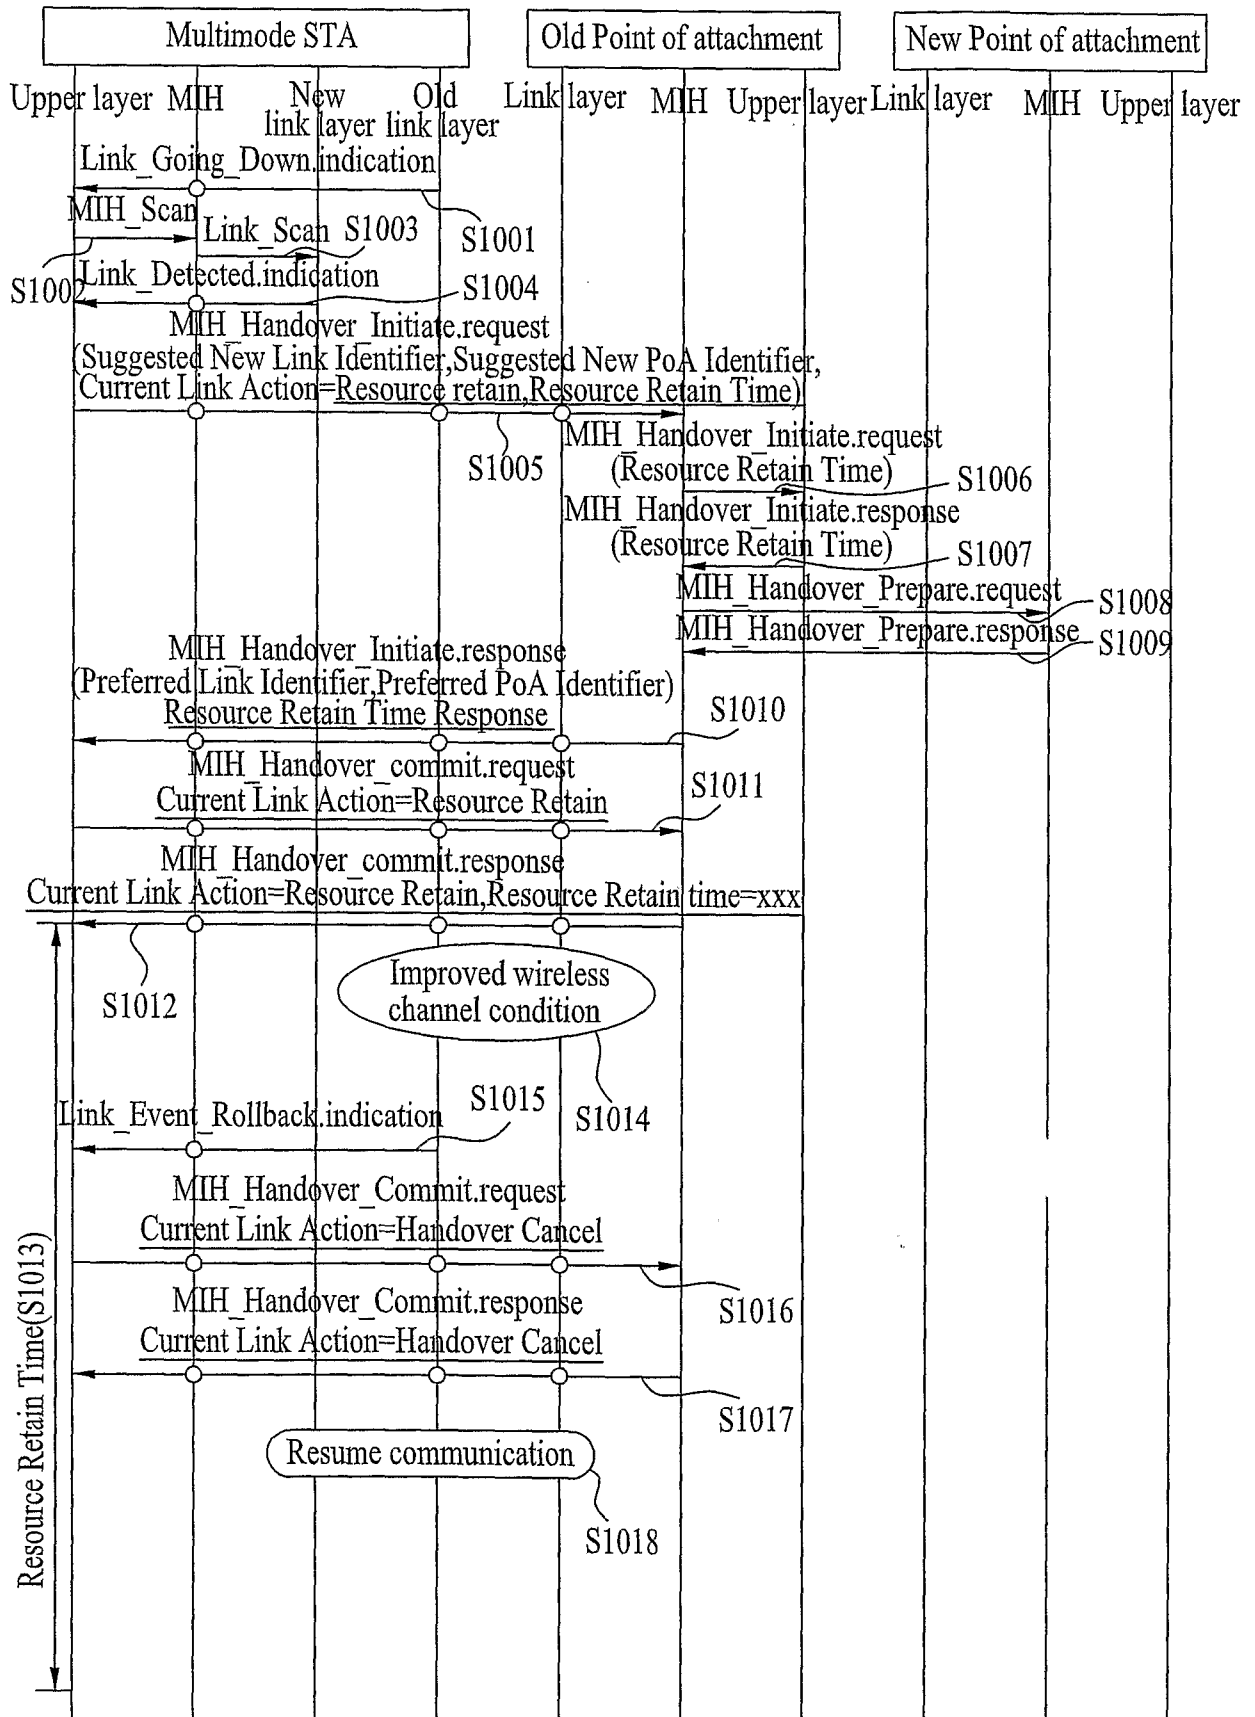 Multimode STA
Old Point of attachment
New Point of attachment
Upper layer
MIH
New
link layer
Old
link layer
Link layer
MIH
Upper layer
Link layer
MIH
Upper layer
Link_Going_Down.indication
S1001
MIH_Scan
S1002
Link_Scan
S1003
Link_Detected.indication
S1004
MIH_Handover_Initiate.request
(Suggested New Link Identifier,Suggested New PoA Identifier,
Current Link Action=Resource retain,Resource Retain Time)
S1005
MIH_Handover_Initiate.request
(Resource Retain Time)
S1006
MIH_Handover_Initiate.response
(Resource Retain Time)
S1007
MIH_Handover_Prepare.request
S1008
MIH_Handover_Prepare.response
S1009
MIH_Handover_Initiate.response
(Preferred Link Identifier,Preferred PoA Identifier)
Resource Retain Time Response
S1010
MIH_Handover_commit.request
Current Link Action=Resource Retain
S1011
MIH_Handover_commit.response
Current Link Action=Resource Retain,Resource Retain time=xxx
S1012
Improved wireless
channel condition
S1014
Link_Event_Rollback.indication
S1015
MIH_Handover_Commit.request
Current Link Action=Handover Cancel
S1016
MIH_Handover_Commit.response
Current Link Action=Handover Cancel
S1017
Resource Retain Time(S1013)
Resume communication
S1018